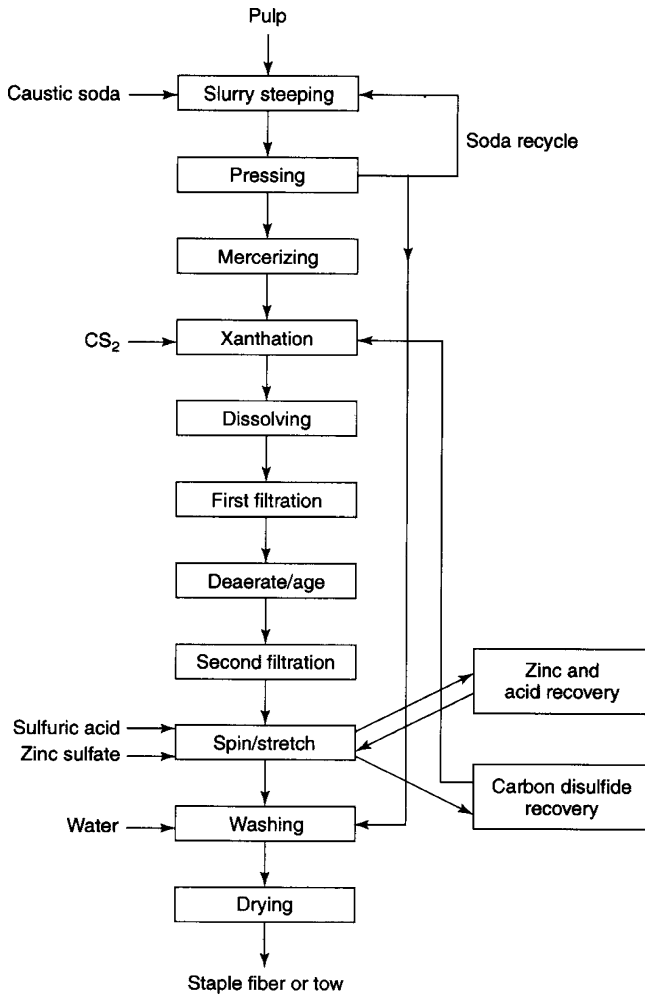 Pulp
Caustic soda
Slurry steeping
Soda recycle
Pressing
Mercerizing
CS₂
Xanthation
Dissolving
First filtration
Deaerate/age
Second filtration
Zinc and
acid recovery
Sulfuric acid
Zinc sulfate
Spin/stretch
Carbon disulfide
recovery
Water
Washing
Drying
Staple fiber or tow